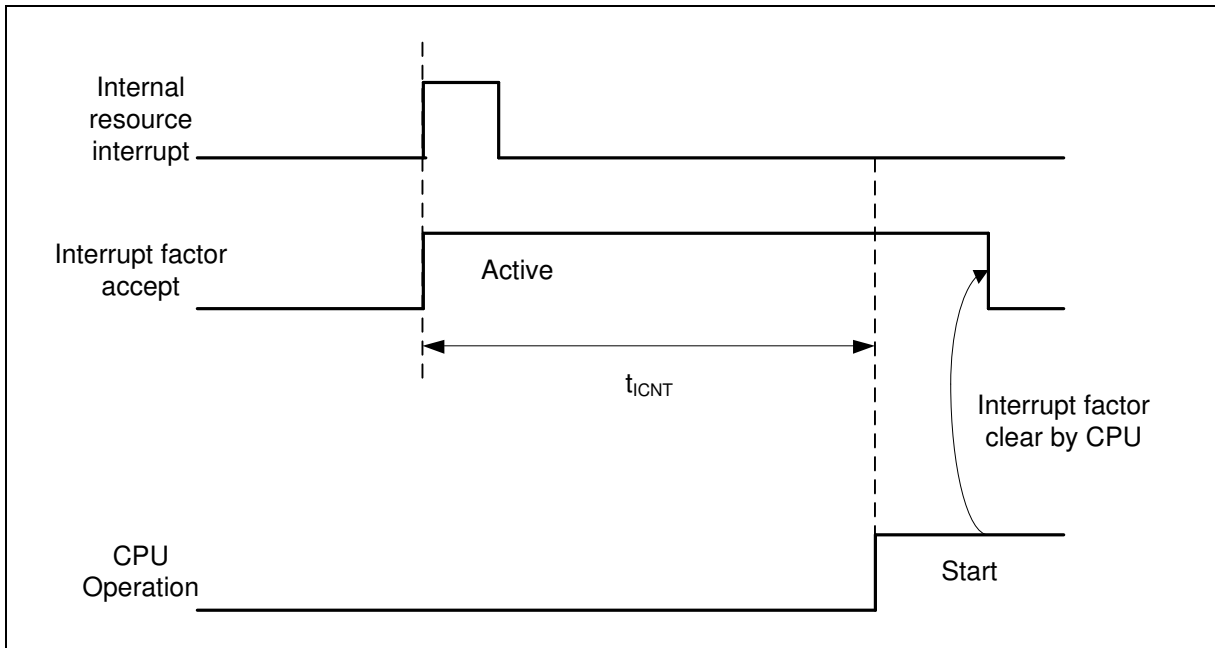 Internal
resource
interrupt
Interrupt factor
accept
Active
tICNT
Interrupt factor
clear by CPU
CPU
Operation
Start